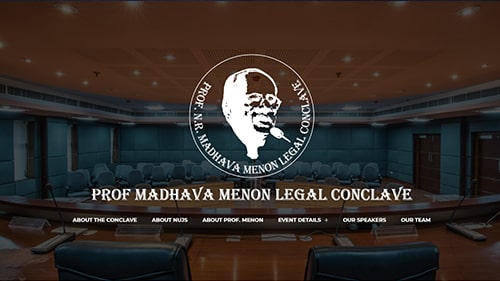 PROF. N.R. MADHAVA MENON LEGAL CONCLAVE.
PROF MADHAVA MENON LEGAL CONCLAVE
ABOUT THE CONCLAVE ABOUT NUJS ABOUT PROF. MENON EVENT DETAILS + OUR SPEAKERS OUR TEAM